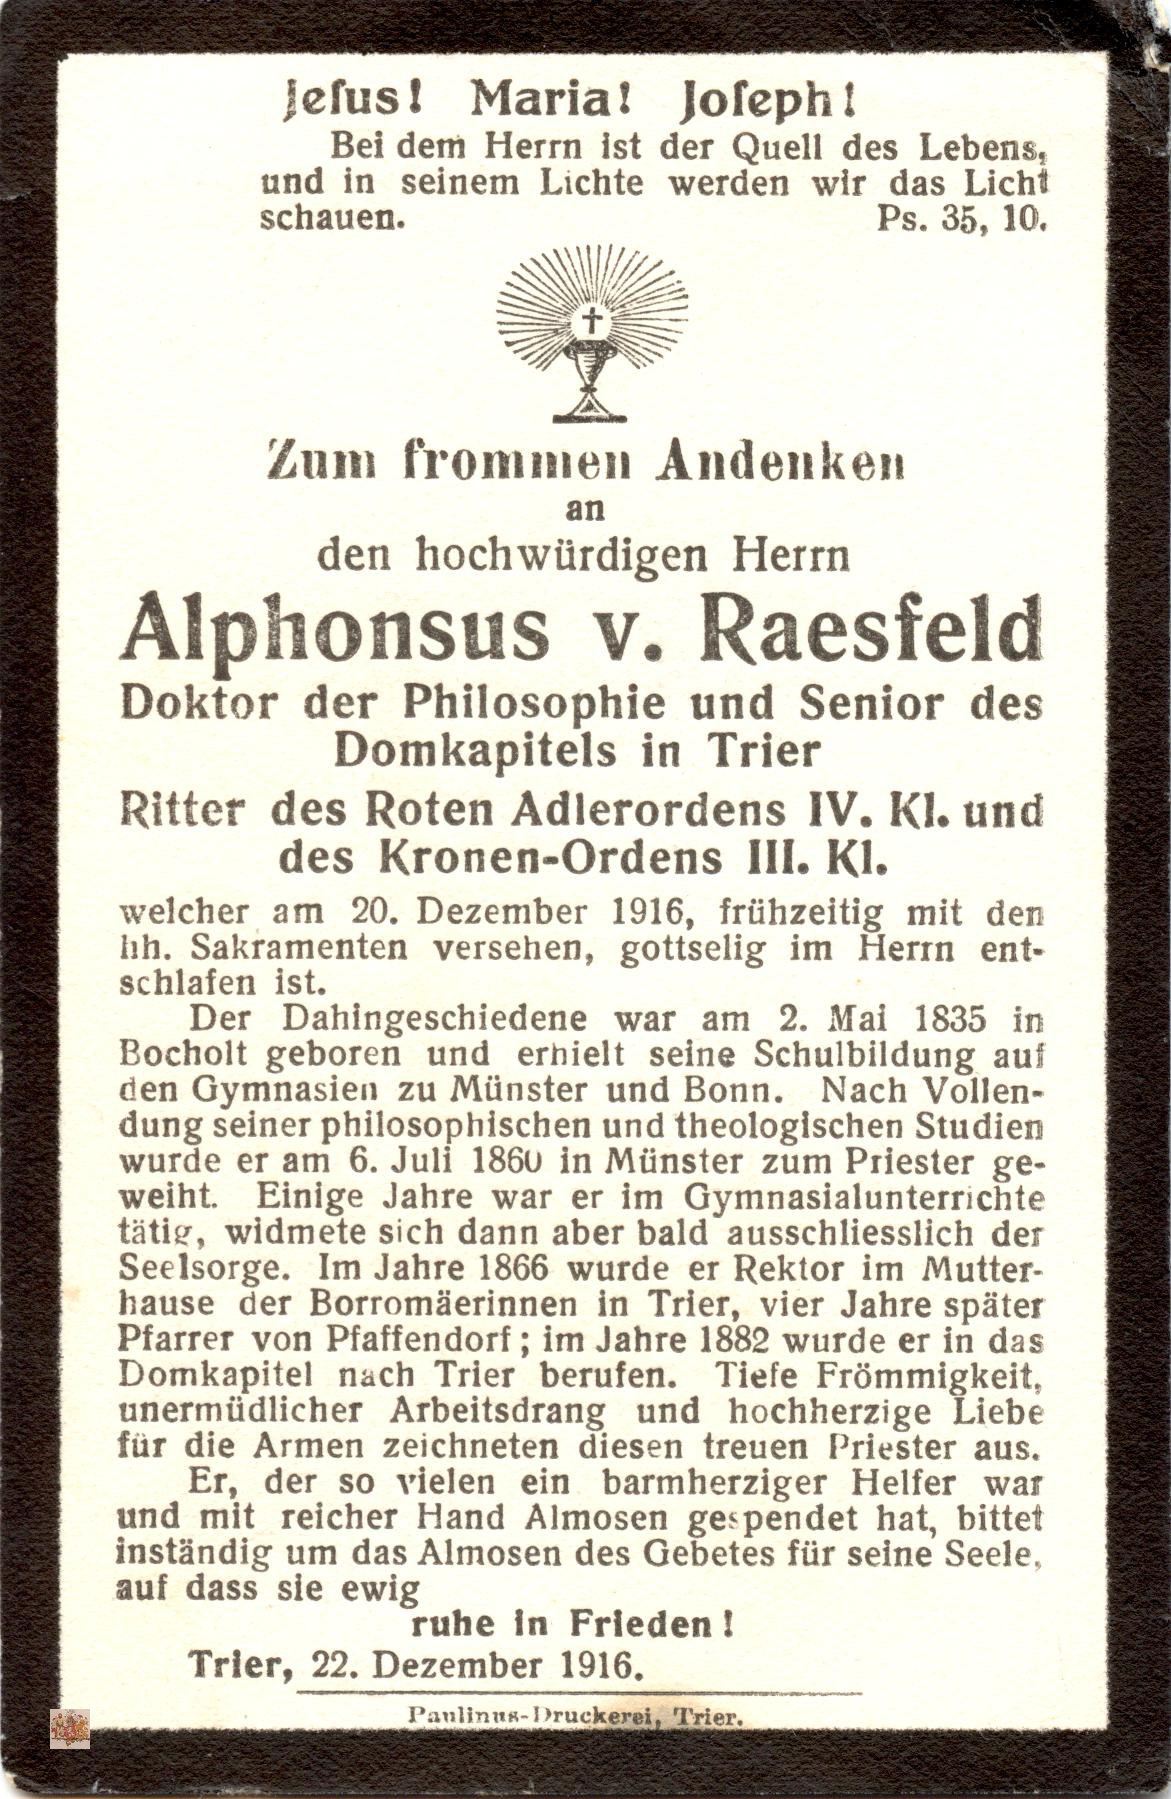 Jeſus! Maria! Joſeph!
Bei dem Herrn ist der Quell des Lebens,
und in seinem Lichte werden wir das Licht
schauen. Ps. 35, 10.
Zum frommen Andenken
an
den hochwürdigen Herrn
Alphonsus v. Raesfeld
Doktor der Philosophie und Senior des
Domkapitels in Trier
Ritter des Roten Adlerordens IV. Kl. und
des Kronen-Ordens III. Kl.
welcher am 20. Dezember 1916, frühzeitig mit den
hh. Sakramenten versehen, gottselig im Herrn ent-
schlafen ist.
Der Dahingeschiedene war am 2. Mai 1835 in
Bocholt geboren und erhielt seine Schulbildung auf
den Gymnasien zu Münster und Bonn. Nach Vollen-
dung seiner philosophischen und theologischen Studien
wurde er am 6. Juli 1860 in Münster zum Priester ge-
weiht. Einige Jahre war er im Gymnasialunterrichte
tätig, widmete sich dann aber bald ausschliesslich der
Seelsorge. Im Jahre 1866 wurde er Rektor im Mutter-
hause der Borromäerinnen in Trier, vier Jahre später
Pfarrer von Pfaffendorf; im Jahre 1882 wurde er in das
Domkapitel nach Trier berufen. Tiefe Frömmigkeit,
unermüdlicher Arbeitsdrang und hochherzige Liebe
für die Armen zeichneten diesen treuen Priester aus.
Er, der so vielen ein barmherziger Helfer war
und mit reicher Hand Almosen gespendet hat, bittet
inständig um das Almosen des Gebetes für seine Seele,
auf dass sie ewig
ruhe in Frieden!
Trier, 22. Dezember 1916.
Paulinus-Druckerei, Trier.